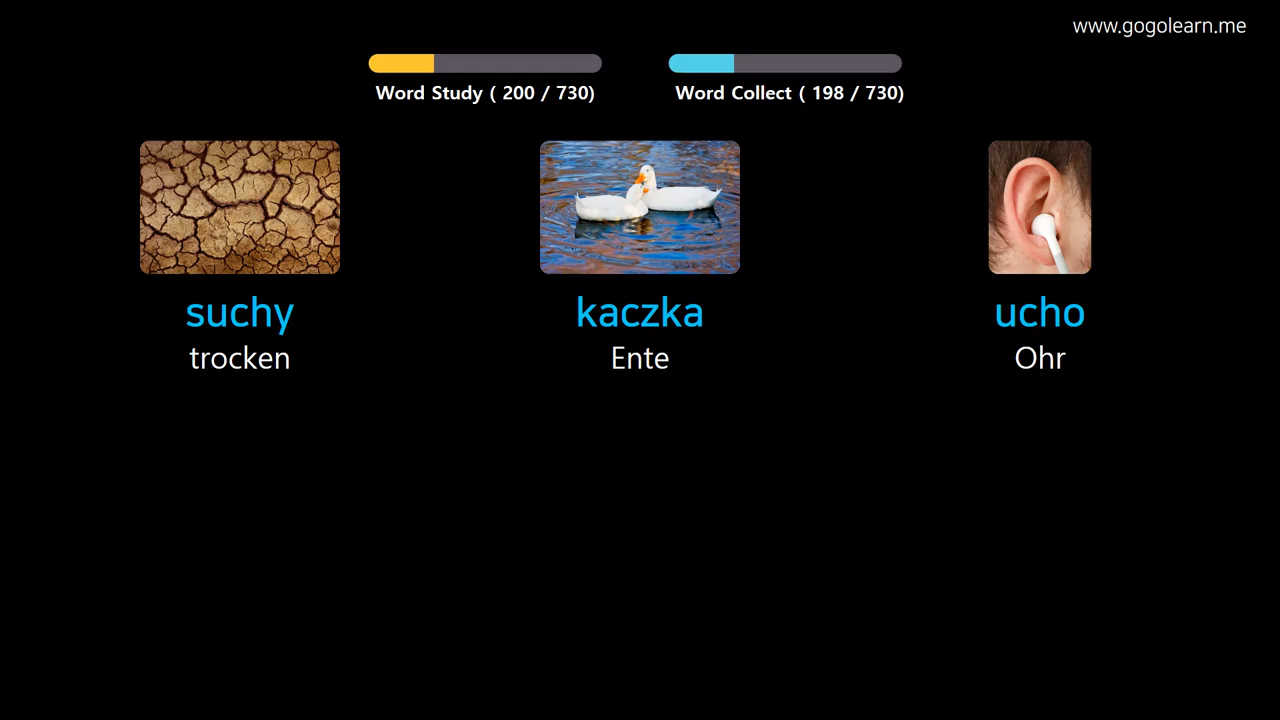 www.gogolearn.me
Word Study ( 200 / 730)
Word Collect ( 198 / 730)
suchy
trocken
kaczka
Ente
ucho
Ohr